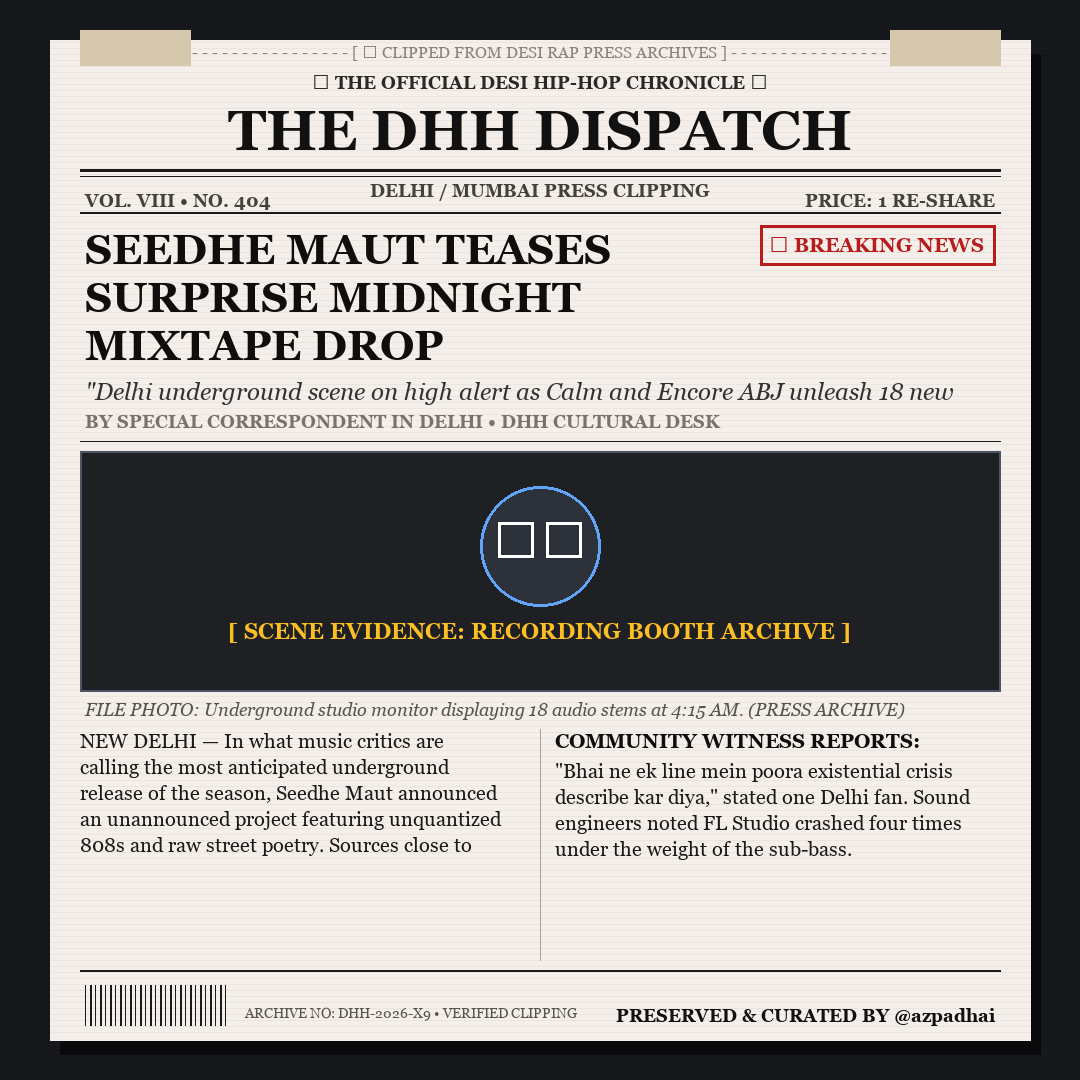 [ ☐ CLIPPED FROM DESI RAP PRESS ARCHIVES ]
☐ THE OFFICIAL DESI HIP-HOP CHRONICLE ☐
THE DHH DISPATCH
VOL. VIII • NO. 404
DELHI / MUMBAI PRESS CLIPPING
PRICE: 1 RE-SHARE
SEEDHE MAUT TEASES
SURPRISE MIDNIGHT
MIXTAPE DROP
☐ BREAKING NEWS
"Delhi underground scene on high alert as Calm and Encore ABJ unleash 18 new
BY SPECIAL CORRESPONDENT IN DELHI • DHH CULTURAL DESK
☐ ☐
[ SCENE EVIDENCE: RECORDING BOOTH ARCHIVE ]
FILE PHOTO: Underground studio monitor displaying 18 audio stems at 4:15 AM. (PRESS ARCHIVE)
NEW DELHI — In what music critics are
calling the most anticipated underground
release of the season, Seedhe Maut announced
an unannounced project featuring unquantized
808s and raw street poetry. Sources close to
COMMUNITY WITNESS REPORTS:
"Bhai ne ek line mein poora existential crisis
describe kar diya," stated one Delhi fan. Sound
engineers noted FL Studio crashed four times
under the weight of the sub-bass.
ARCHIVE NO: DHH-2026-X9 • VERIFIED CLIPPING
PRESERVED & CURATED BY @azpadhai